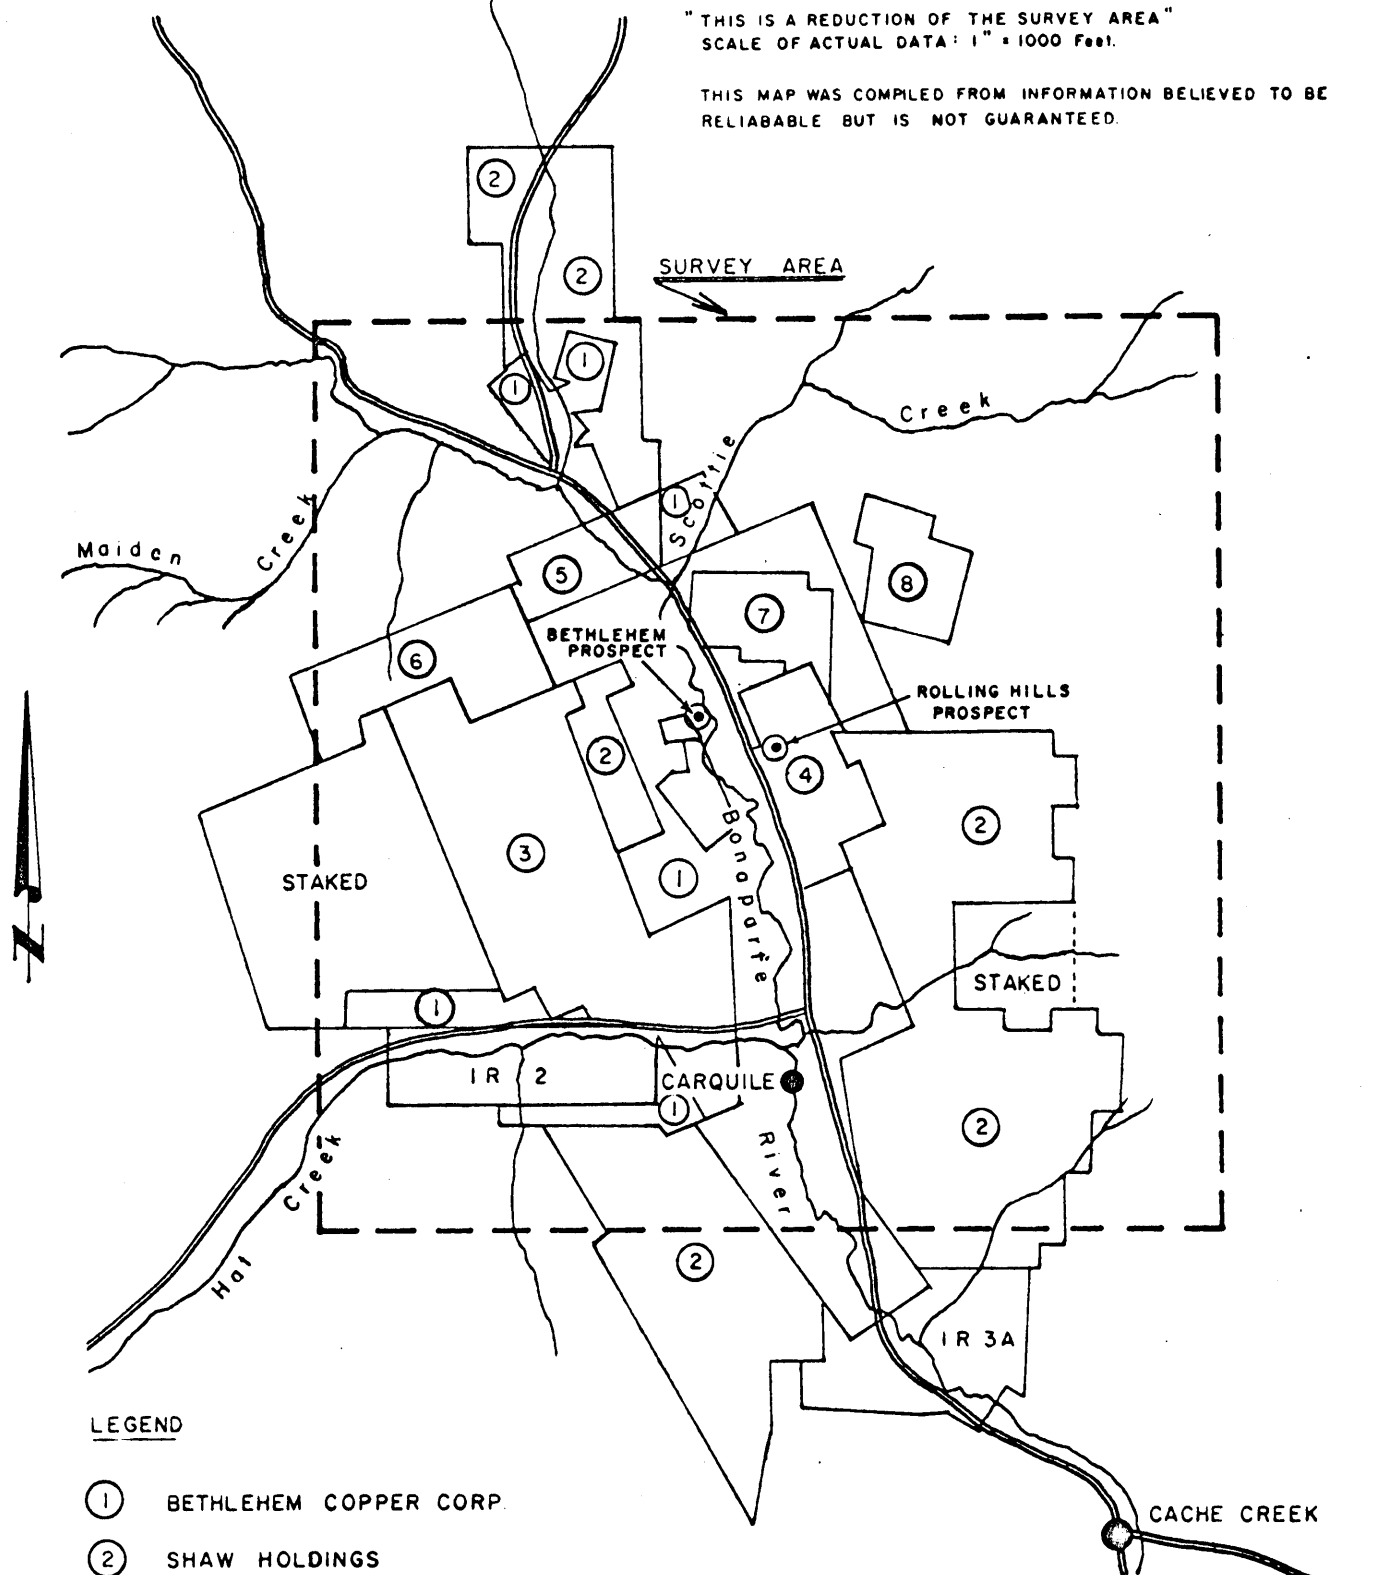 " THIS IS A REDUCTION OF THE SURVEY AREA"
SCALE OF ACTUAL DATA: 1" = 1000 Feet.
THIS MAP WAS COMPILED FROM INFORMATION BELIEVED TO BE
RELIABABLE BUT IS NOT GUARANTEED.
2
SURVEY AREA
2
1
1
Creek
Scottie
1
Creek
Maiden
5
8
7
BETHLEHEM
PROSPECT
6
ROLLING HILLS
PROSPECT
2
4
2
3
Bonaparte
STAKED
1
STAKED
1
N
IR 2
CARQUILE
1
2
River
Creek
Hat
2
IR 3A
LEGEND
1 BETHLEHEM COPPER CORP.
2 SHAW HOLDINGS
CACHE CREEK